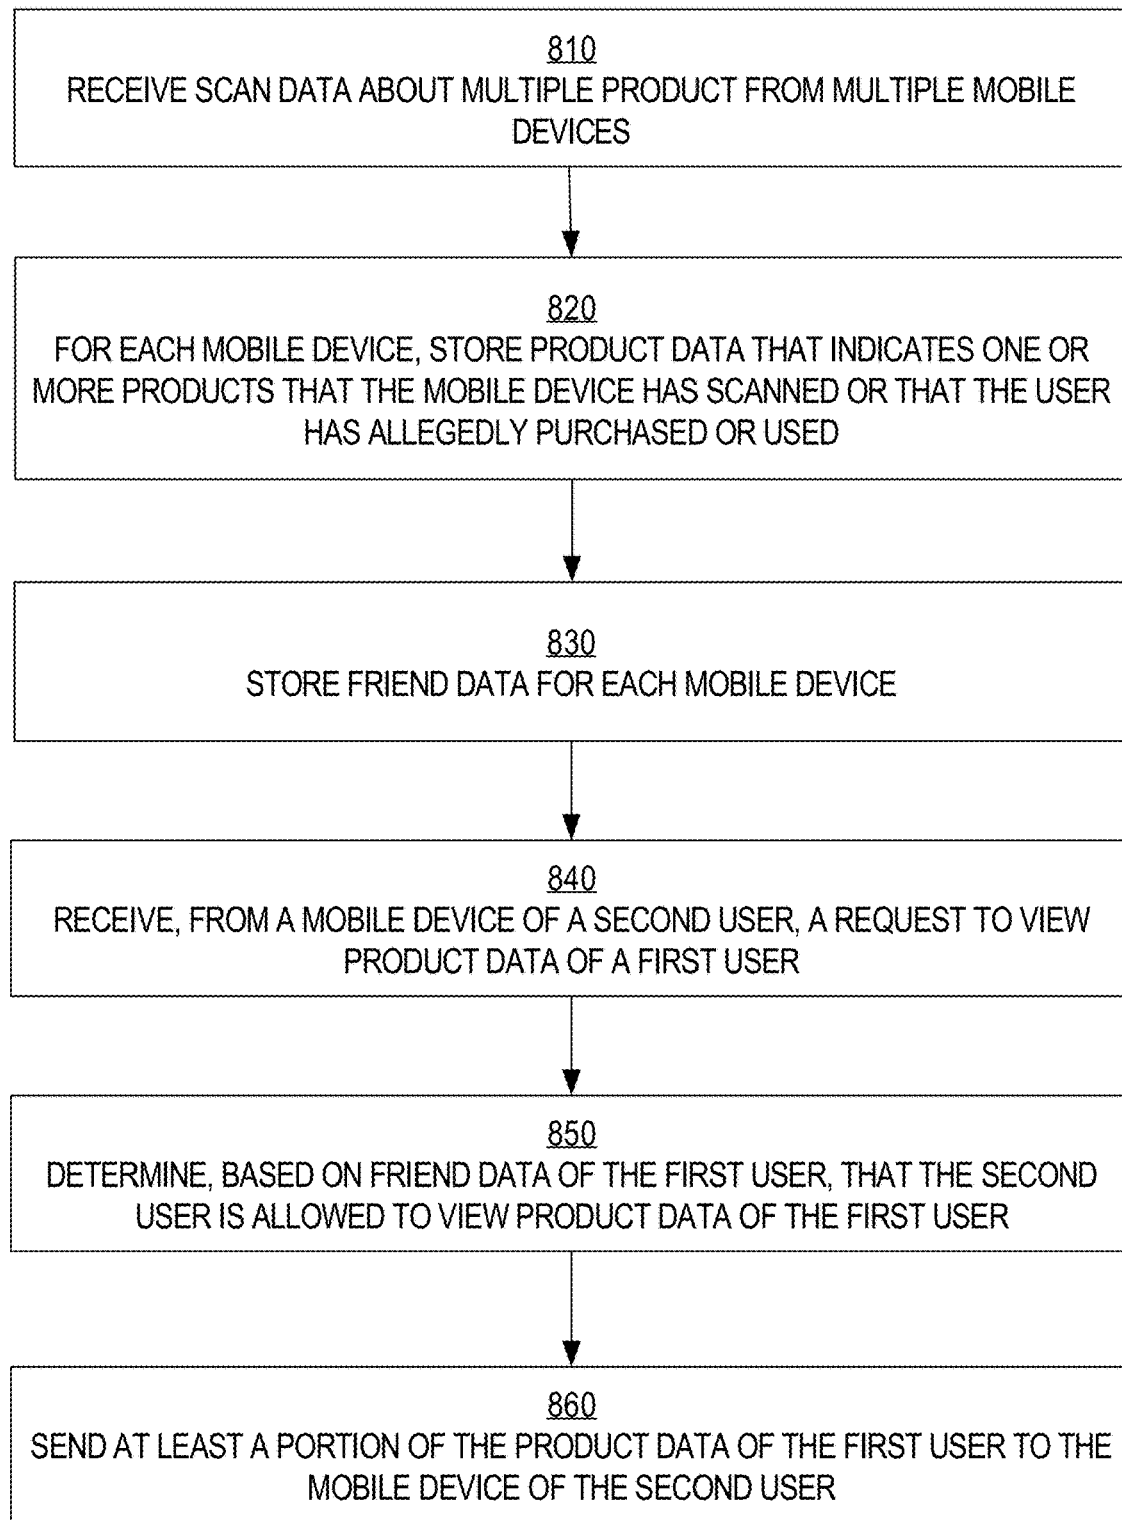 810
RECEIVE SCAN DATA ABOUT MULTIPLE PRODUCT FROM MULTIPLE MOBILE
DEVICES
820
FOR EACH MOBILE DEVICE, STORE PRODUCT DATA THAT INDICATES ONE OR
MORE PRODUCTS THAT THE MOBILE DEVICE HAS SCANNED OR THAT THE USER
HAS ALLEGEDLY PURCHASED OR USED
830
STORE FRIEND DATA FOR EACH MOBILE DEVICE
840
RECEIVE, FROM A MOBILE DEVICE OF A SECOND USER, A REQUEST TO VIEW
PRODUCT DATA OF A FIRST USER
850
DETERMINE, BASED ON FRIEND DATA OF THE FIRST USER, THAT THE SECOND
USER IS ALLOWED TO VIEW PRODUCT DATA OF THE FIRST USER
860
SEND AT LEAST A PORTION OF THE PRODUCT DATA OF THE FIRST USER TO THE
MOBILE DEVICE OF THE SECOND USER